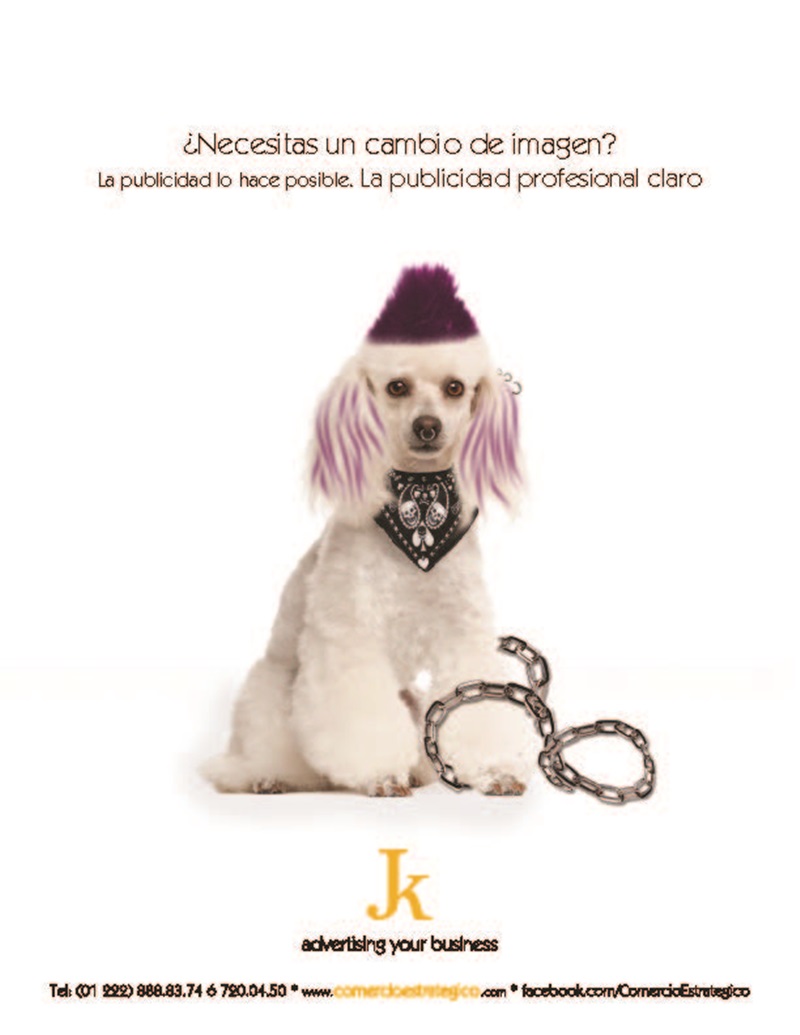 ¿Necesitas un cambio de imagen?
La publicidad lo hace posible. La publicidad profesional claro
Jk
advertising your business
Tel: (01 222) 888.83.74 ó 720.04.50 * www.comercioestrategico.com * facebook.com/ComercioEstrategico